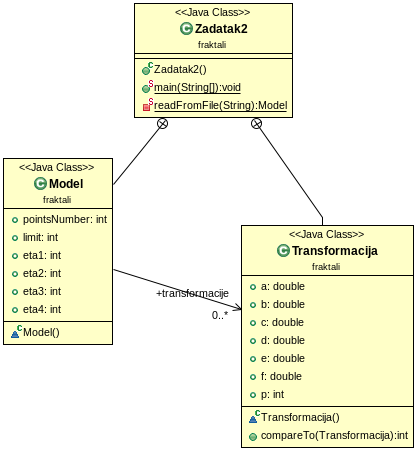 <<Java Class>>
Zadatak2
fraktali
Zadatak2()
main(String[]):void
readFromFile(String):Model
<<Java Class>>
Model
fraktali
pointsNumber: int
limit: int
eta1: int
eta2: int
eta3: int
eta4: int
Model()
+transformacije
0..*
<<Java Class>>
Transformacija
fraktali
a: double
b: double
c: double
d: double
e: double
f: double
p: int
Transformacija()
compareTo(Transformacija):int